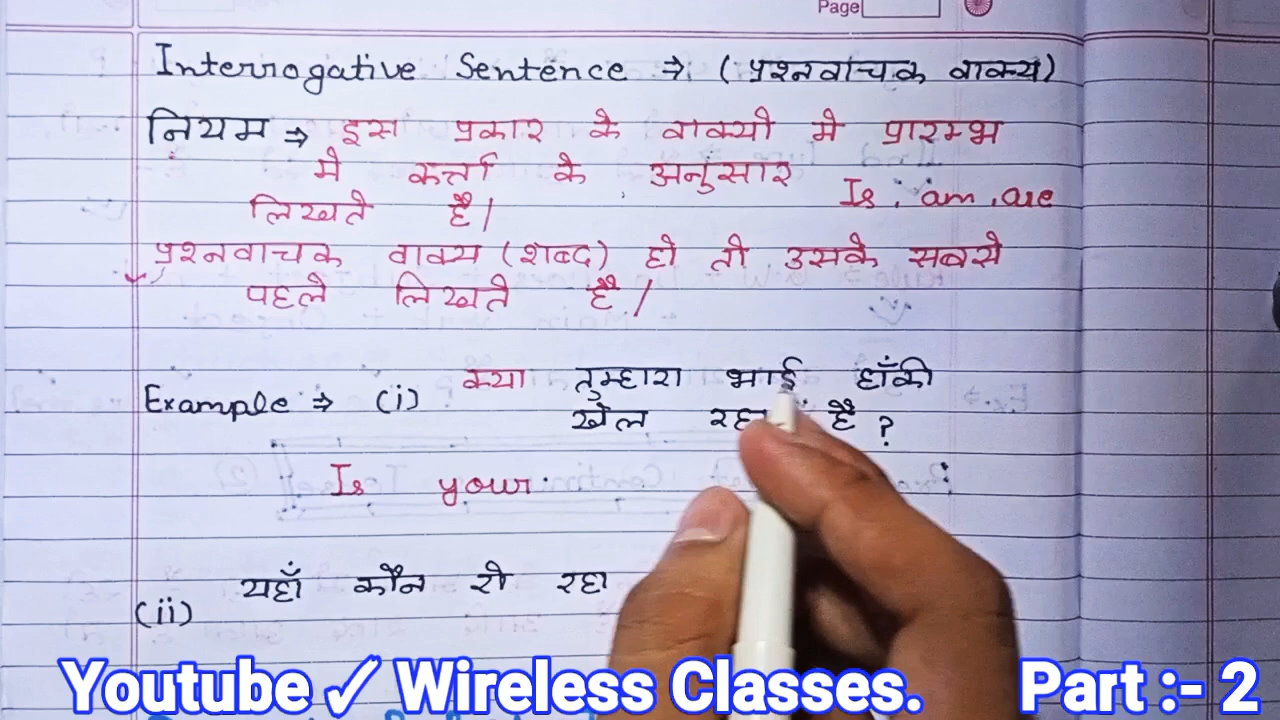 Page
Interrogative Sentence ⇒ (प्रश्नवाचक वाक्य)
नियम ⇒ इस प्रकार के वाक्यो मे प्रारम्भ
मे कर्त्ता के अनुसार Is, am, are
लिखते है।
प्रश्नवाचक वाक्य (शब्द) हो तो उसके सबसे
पहले लिखते है।
Example ⇒ (i) क्या तुम्हारा भाई हाँकी
खेल रहा है ?
Is your
(ii) यहाँ कौन रो रहा
Youtube ✓ Wireless Classes. Part :- 2